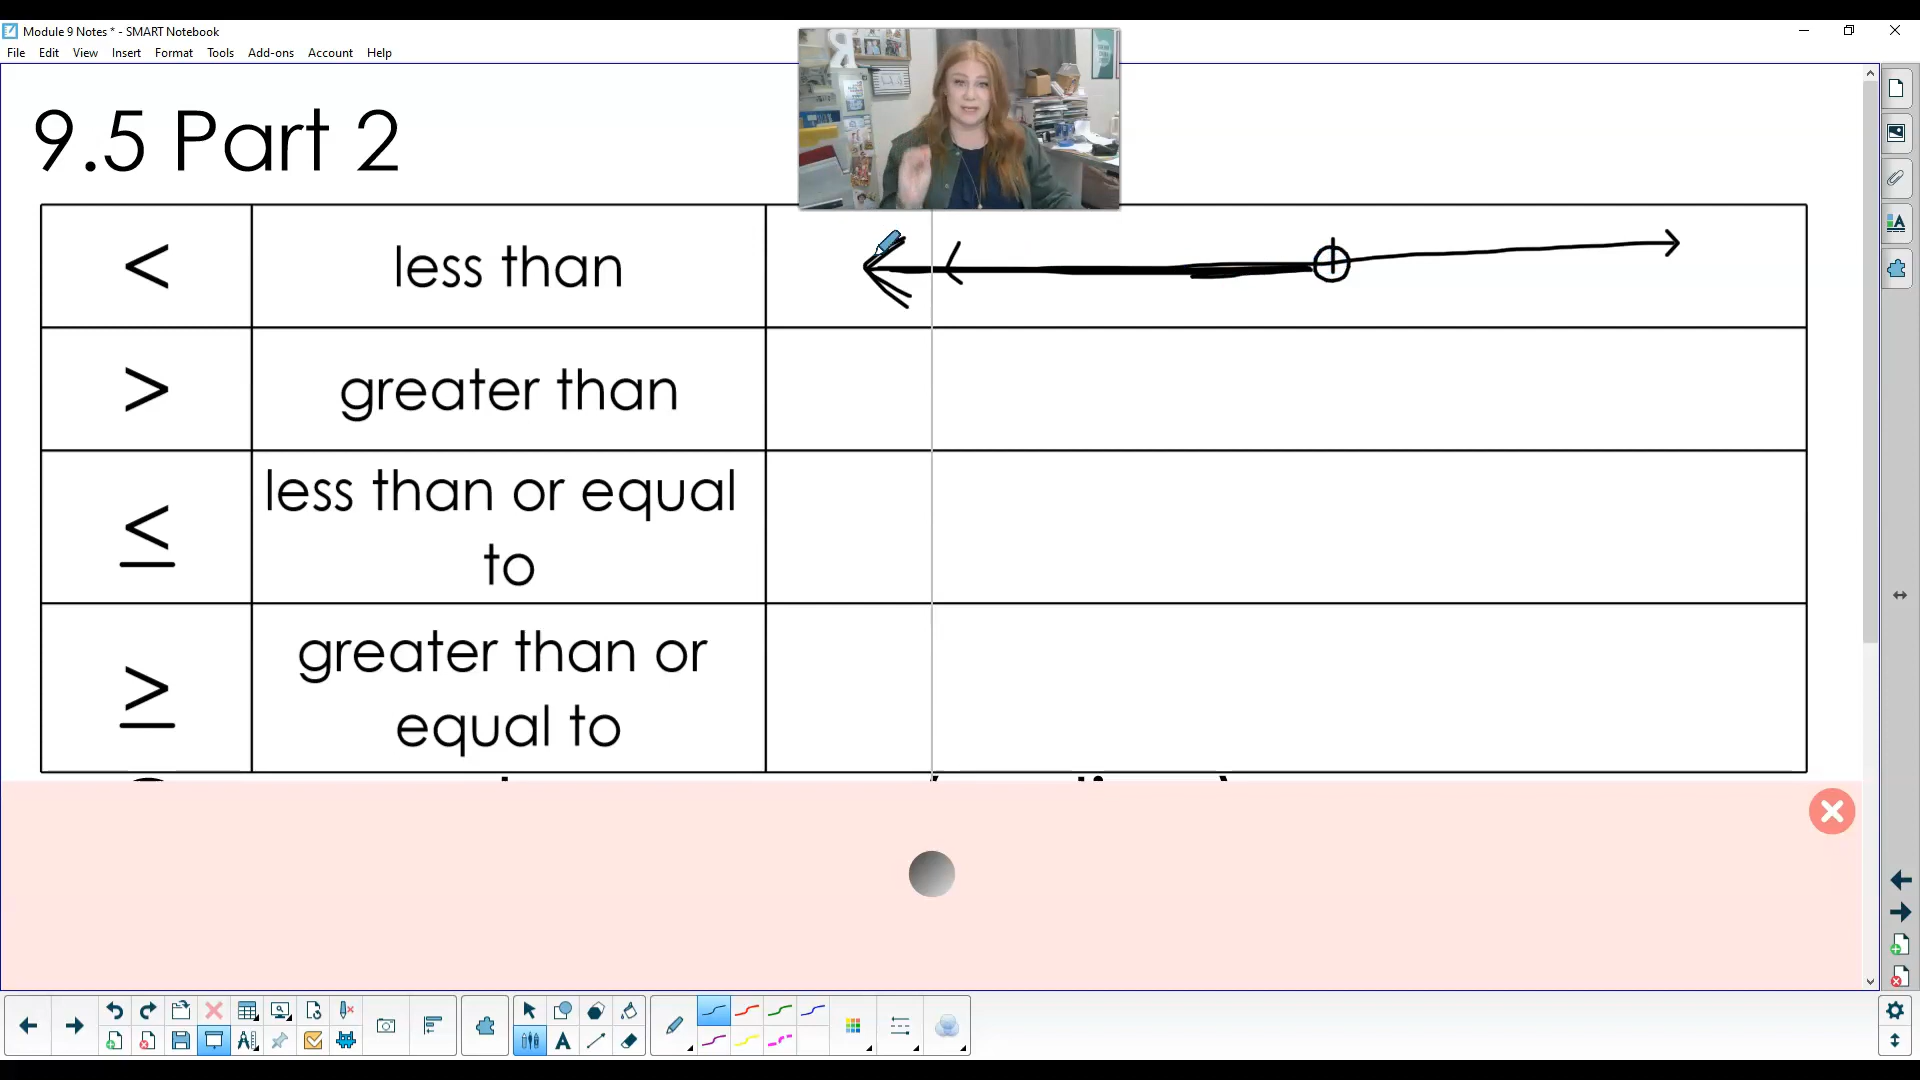 Module 9 Notes * - SMART Notebook
File Edit View Insert Format Tools Add-ons Account Help
9.5 Part 2
< less than
> greater than
≤ less than or equal
to
≥ greater than or
equal to